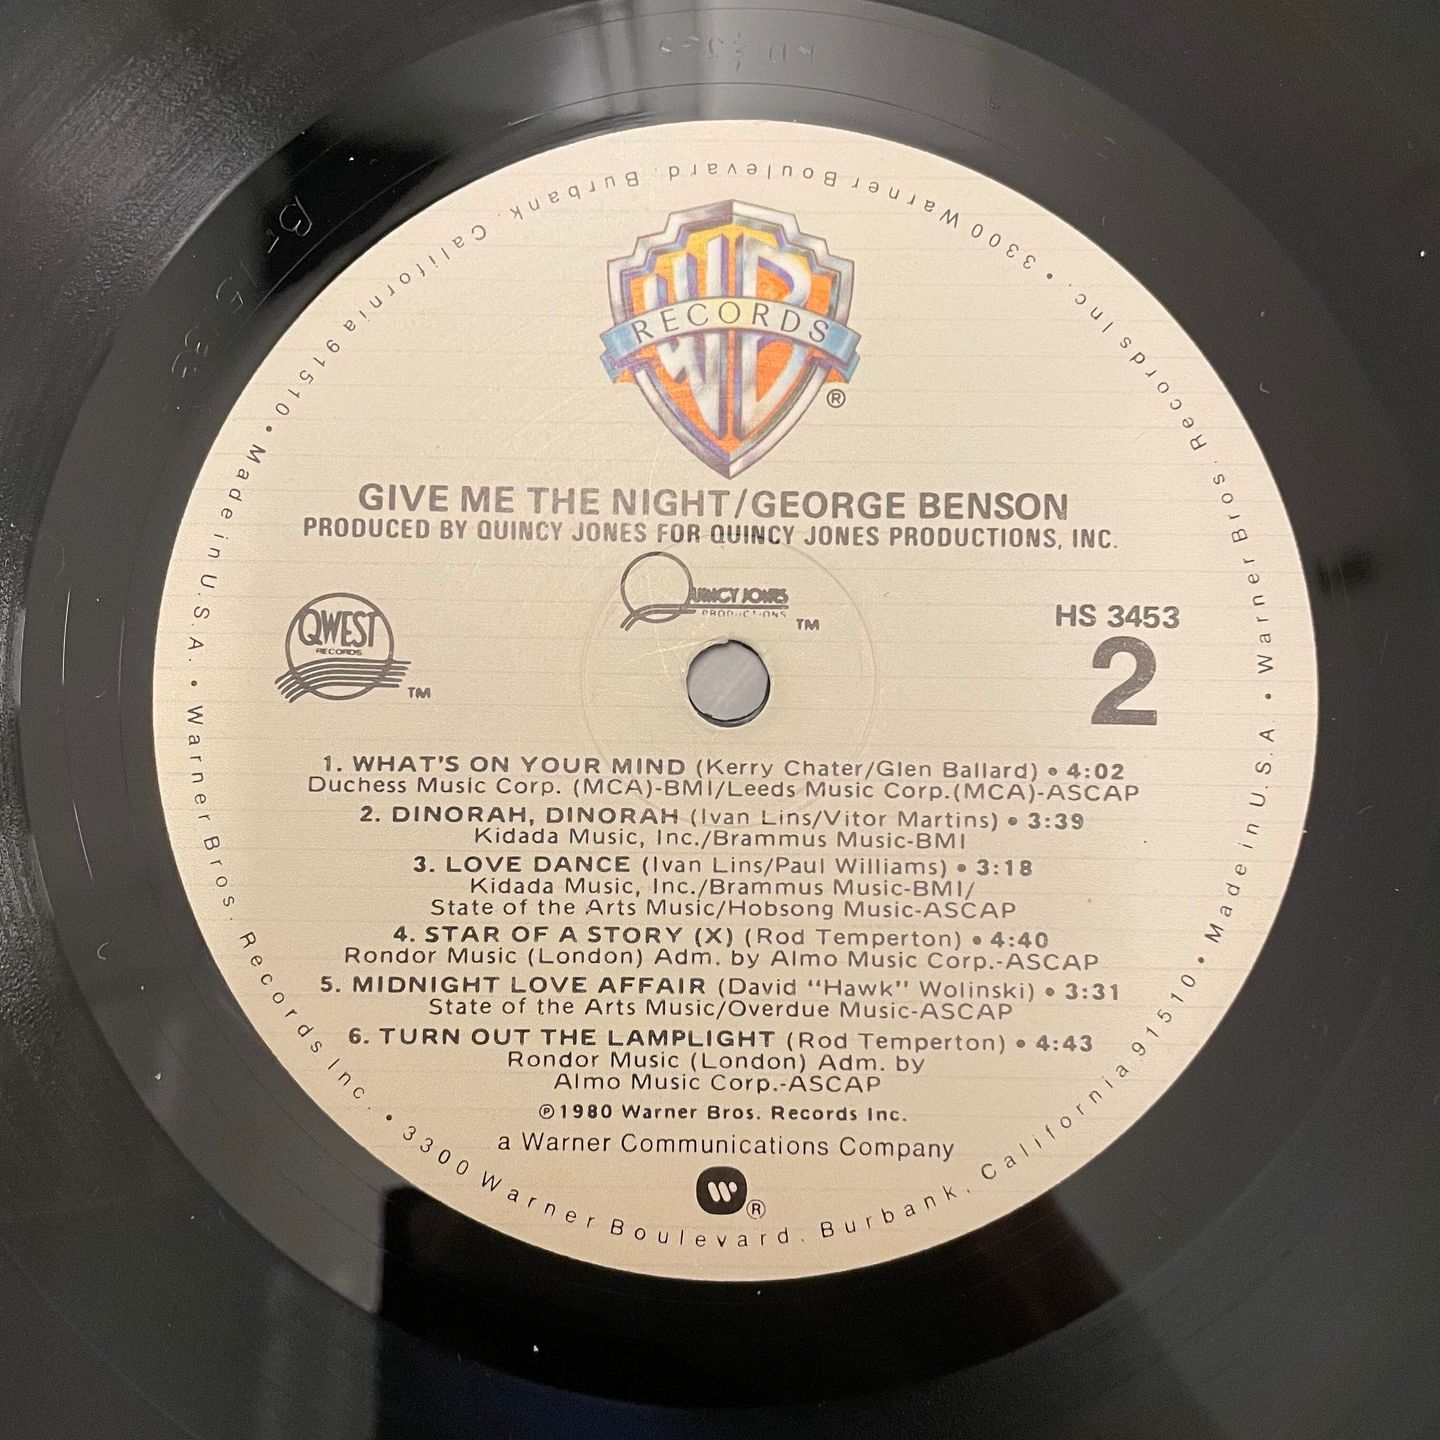 RECORDS
®
GIVE ME THE NIGHT/GEORGE BENSON
PRODUCED BY QUINCY JONES FOR QUINCY JONES PRODUCTIONS, INC.
QUINCY JONES
PRODUCTIONS
TM
QWEST
RECORDS
TM
HS 3453
2
1. WHAT'S ON YOUR MIND (Kerry Chater/Glen Ballard) • 4:02
Duchess Music Corp. (MCA)-BMI/Leeds Music Corp.(MCA)-ASCAP
2. DINORAH, DINORAH (Ivan Lins/Vitor Martins) • 3:39
Kidada Music, Inc./Brammus Music-BMI
3. LOVE DANCE (Ivan Lins/Paul Williams) • 3:18
Kidada Music, Inc./Brammus Music-BMI/
State of the Arts Music/Hobsong Music-ASCAP
4. STAR OF A STORY (X) (Rod Temperton) • 4:40
Rondor Music (London) Adm. by Almo Music Corp.-ASCAP
5. MIDNIGHT LOVE AFFAIR (David "Hawk" Wolinski) • 3:31
State of the Arts Music/Overdue Music-ASCAP
6. TURN OUT THE LAMPLIGHT (Rod Temperton) • 4:43
Rondor Music (London) Adm. by
Almo Music Corp.-ASCAP
℗1980 Warner Bros. Records Inc.
a Warner Communications Company
®
Made in U.S.A. • Warner Bros. Records Inc. • 3300 Warner Boulevard. Burbank, California 91510 • Made in U.S.A. • Warner Bros. Records Inc. • 3300 Warner Boulevard. Burbank. California 91510 •